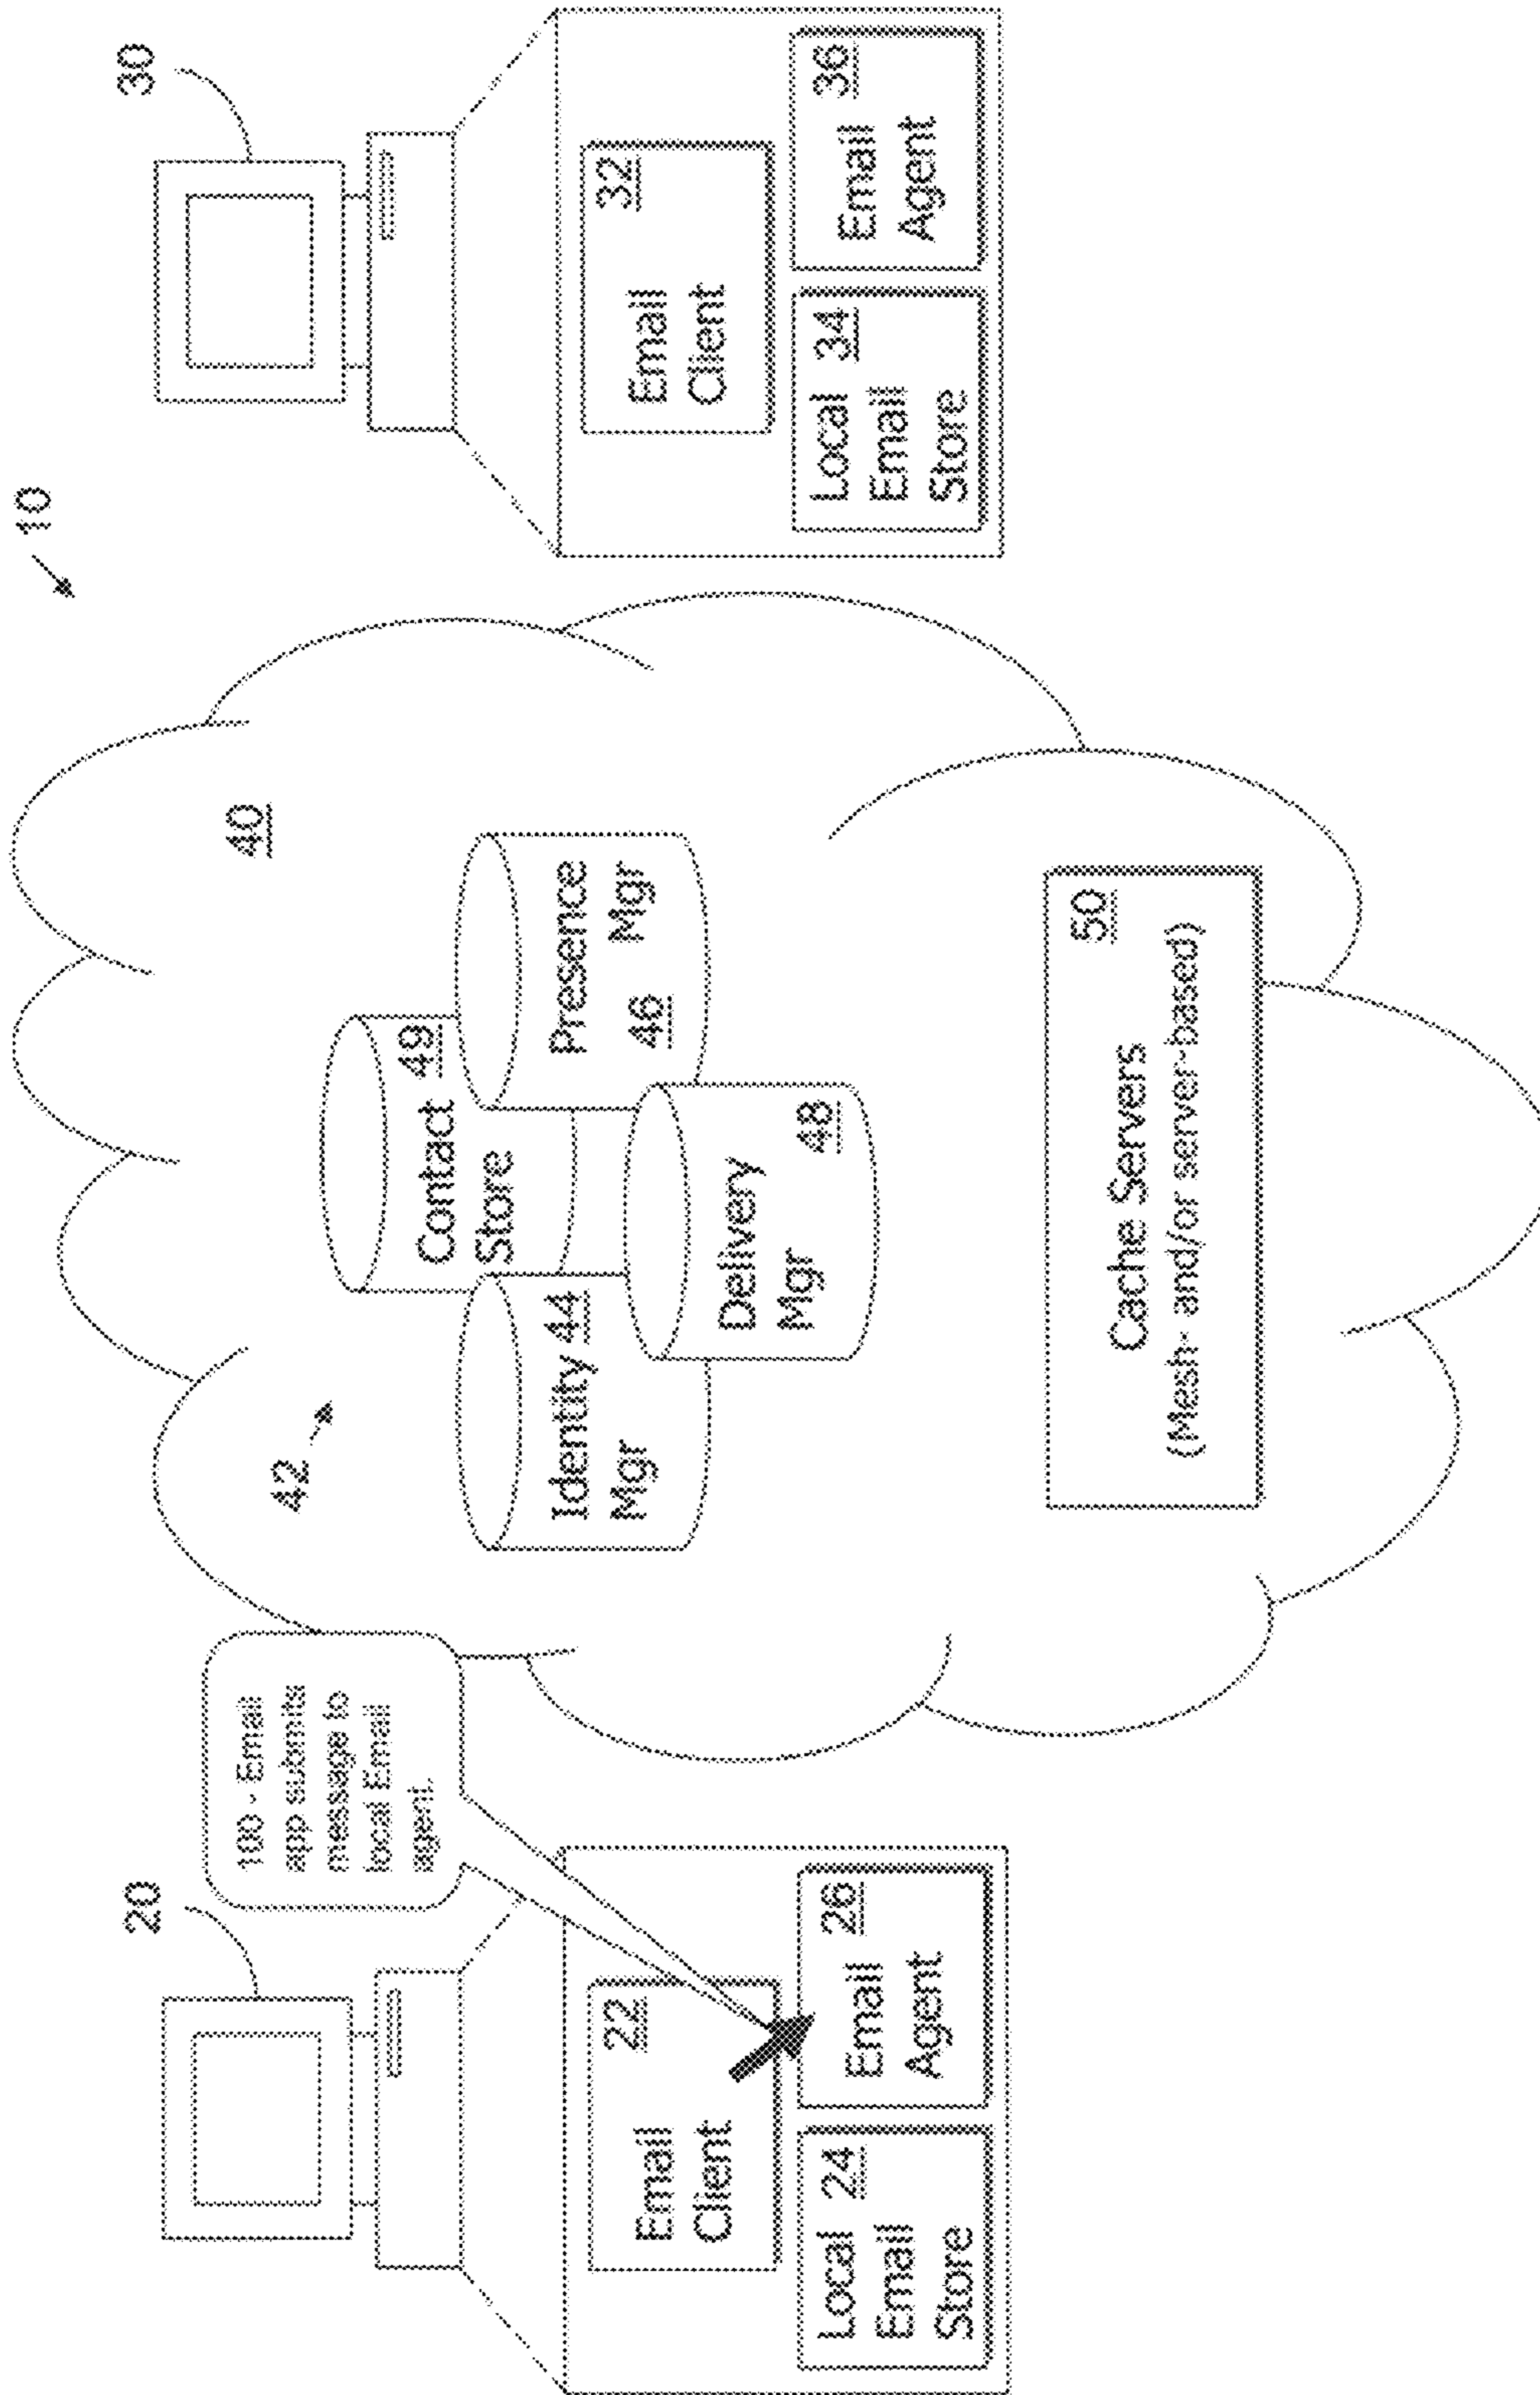 10
20
100 - Email
app submits
message to
local Email
agent.
22
Email
Client
Local 24
Email
Store
26
Email
Agent
42
40
Contact 49
Store
Identity 44
Mgr
Presence
46 Mgr
Delivery
Mgr 48
50
Cache Servers
(Mesh- and/or server-based)
30
32
Email
Client
Local 34
Email
Store
36
Email
Agent